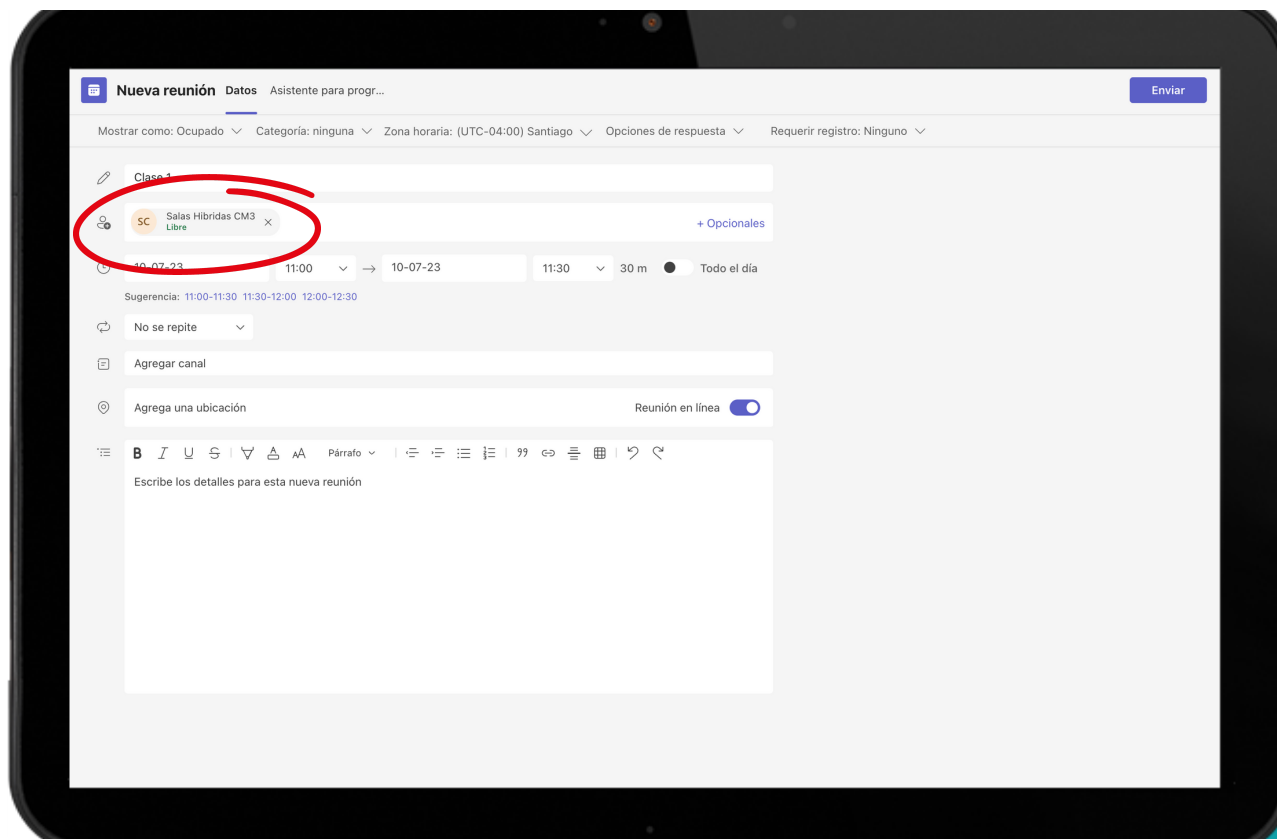 Nueva reunión Datos Asistente para progr... Enviar
Mostrar como: Ocupado Categoría: ninguna Zona horaria: (UTC-04:00) Santiago Opciones de respuesta Requerir registro: Ninguno
Clase 1
SC Salas Hibridas CM3
Libre
+ Opcionales
10-07-23 11:00 → 10-07-23 11:30 30 m Todo el día
Sugerencia: 11:00-11:30 11:30-12:00 12:00-12:30
No se repite
Agregar canal
Agrega una ubicación Reunión en línea
B I U S A AA Párrafo
Escribe los detalles para esta nueva reunión